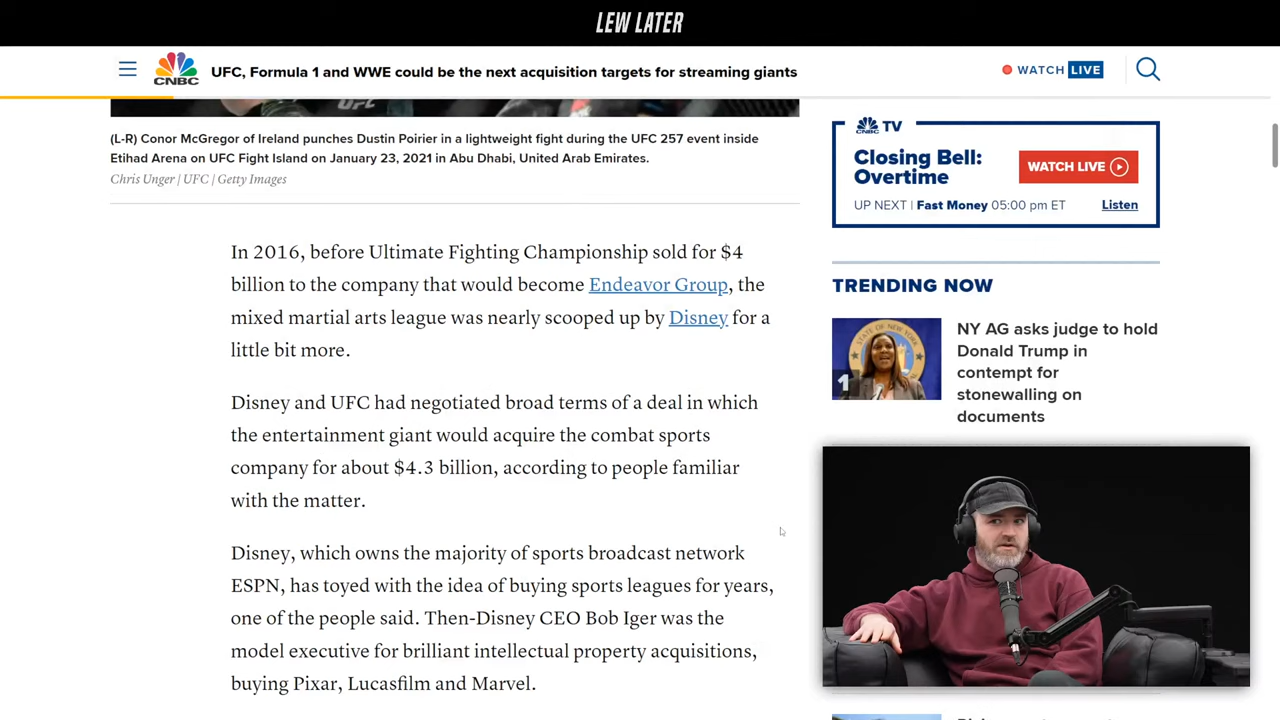 LEW LATER
CNBC
UFC, Formula 1 and WWE could be the next acquisition targets for streaming giants
WATCH LIVE
UFC
(L-R) Conor McGregor of Ireland punches Dustin Poirier in a lightweight fight during the UFC 257 event inside
Etihad Arena on UFC Fight Island on January 23, 2021 in Abu Dhabi, United Arab Emirates.
Chris Unger | UFC | Getty Images
In 2016, before Ultimate Fighting Championship sold for $4
billion to the company that would become Endeavor Group, the
mixed martial arts league was nearly scooped up by Disney for a
little bit more.
Disney and UFC had negotiated broad terms of a deal in which
the entertainment giant would acquire the combat sports
company for about $4.3 billion, according to people familiar
with the matter.
Disney, which owns the majority of sports broadcast network
ESPN, has toyed with the idea of buying sports leagues for years,
one of the people said. Then-Disney CEO Bob Iger was the
model executive for brilliant intellectual property acquisitions,
buying Pixar, Lucasfilm and Marvel.
CNBC TV
Closing Bell:
Overtime
WATCH LIVE
UP NEXT | Fast Money 05:00 pm ET
Listen
TRENDING NOW
STATE OF NEW YORK
1
NY AG asks judge to hold
Donald Trump in
contempt for
stonewalling on
documents